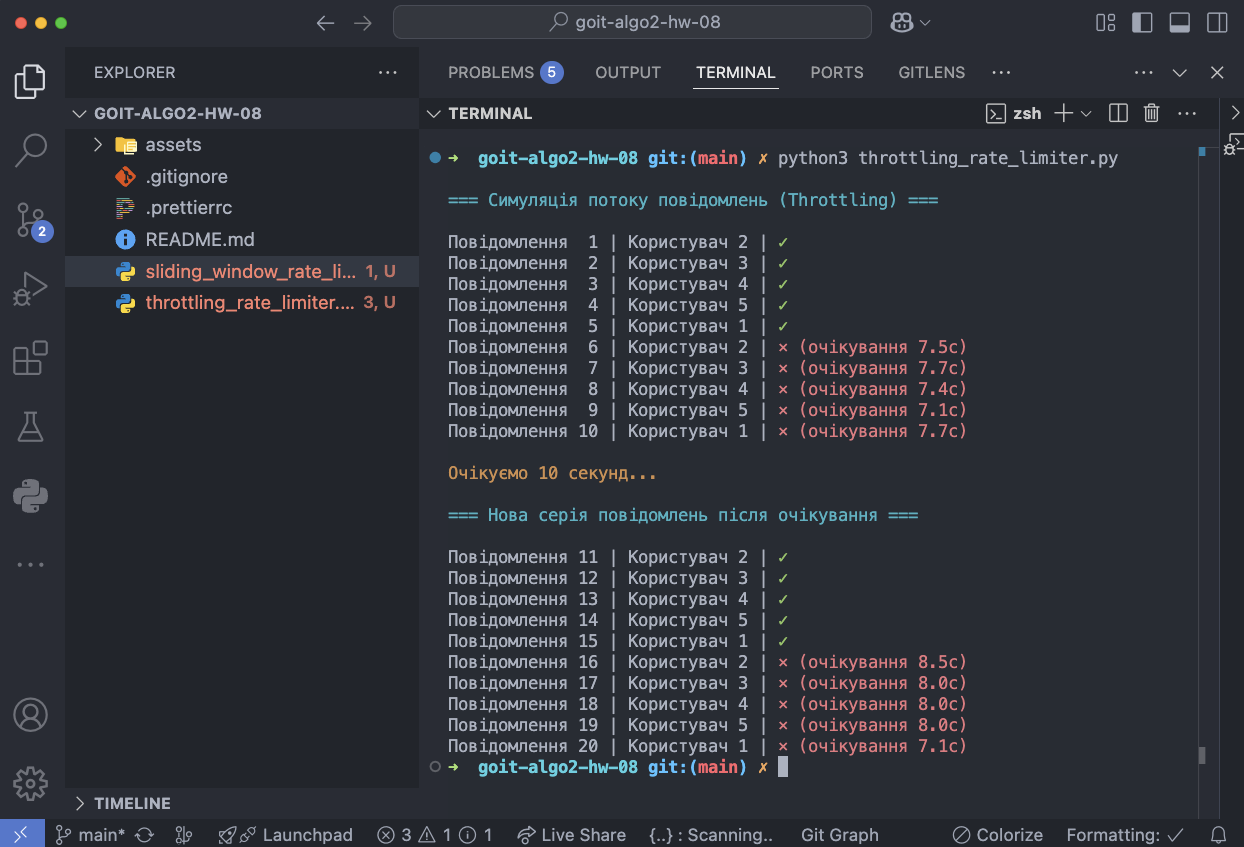 goit-algo2-hw-08
EXPLORER
PROBLEMS 5 OUTPUT TERMINAL PORTS GITLENS
GOIT-ALGO2-HW-08
assets
.gitignore
.prettierrc
README.md
sliding_window_rate_li... 1, U
throttling_rate_limiter.... 3, U
2
TIMELINE
TERMINAL
zsh
➜ goit-algo2-hw-08 git:(main) ✗ python3 throttling_rate_limiter.py
=== Симуляція потоку повідомлень (Throttling) ===
Повідомлення  1 | Користувач 2 | ✓
Повідомлення  2 | Користувач 3 | ✓
Повідомлення  3 | Користувач 4 | ✓
Повідомлення  4 | Користувач 5 | ✓
Повідомлення  5 | Користувач 1 | ✓
Повідомлення  6 | Користувач 2 | × (очікування 7.5с)
Повідомлення  7 | Користувач 3 | × (очікування 7.7с)
Повідомлення  8 | Користувач 4 | × (очікування 7.4с)
Повідомлення  9 | Користувач 5 | × (очікування 7.1с)
Повідомлення 10 | Користувач 1 | × (очікування 7.7с)
Очікуємо 10 секунд...
=== Нова серія повідомлень після очікування ===
Повідомлення 11 | Користувач 2 | ✓
Повідомлення 12 | Користувач 3 | ✓
Повідомлення 13 | Користувач 4 | ✓
Повідомлення 14 | Користувач 5 | ✓
Повідомлення 15 | Користувач 1 | ✓
Повідомлення 16 | Користувач 2 | × (очікування 8.5с)
Повідомлення 17 | Користувач 3 | × (очікування 8.0с)
Повідомлення 18 | Користувач 4 | × (очікування 8.0с)
Повідомлення 19 | Користувач 5 | × (очікування 8.0с)
Повідомлення 20 | Користувач 1 | × (очікування 7.1с)
➜ goit-algo2-hw-08 git:(main) ✗
main* Launchpad 3 1 1 Live Share {..} : Scanning.. Git Graph Colorize Formatting: ✓